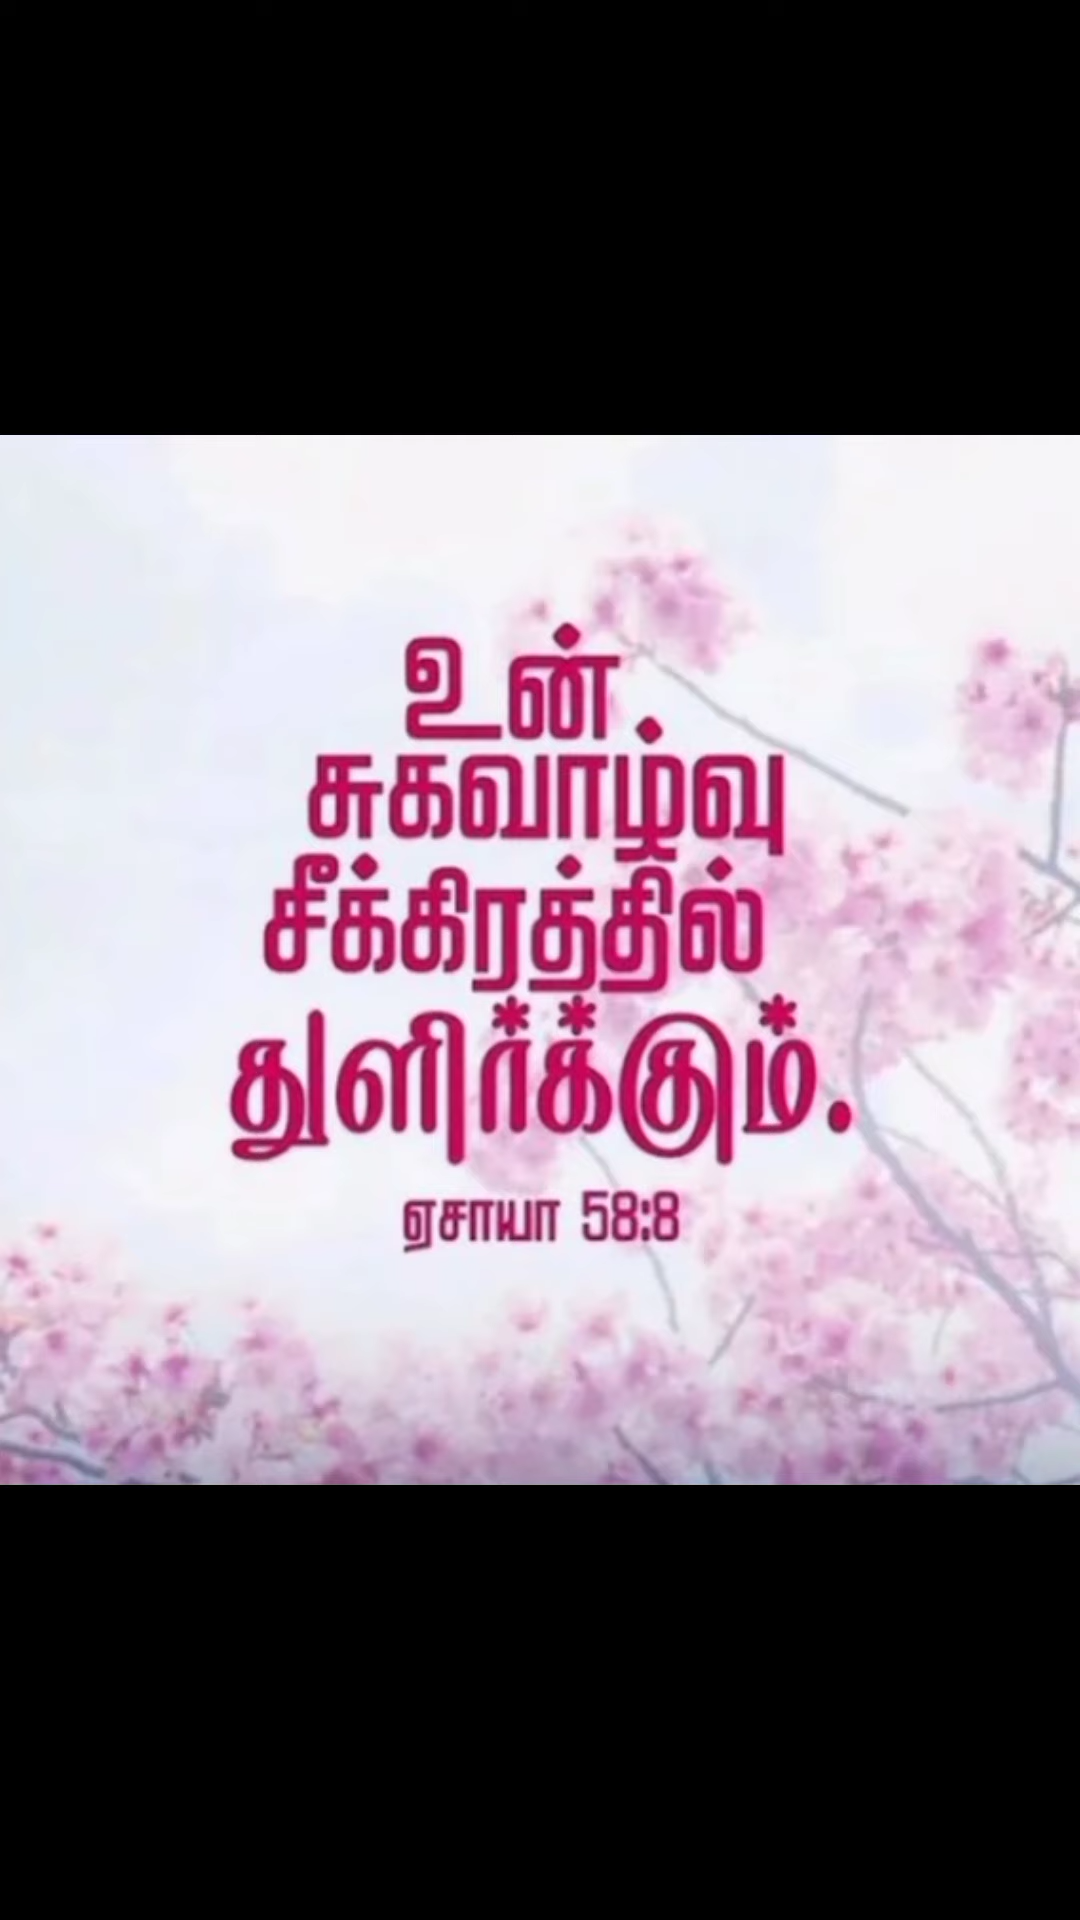 உன்
சுகவாழ்வு
சீக்கிரத்தில்
துளிர்க்கும்.
ஏசாயா 58:8